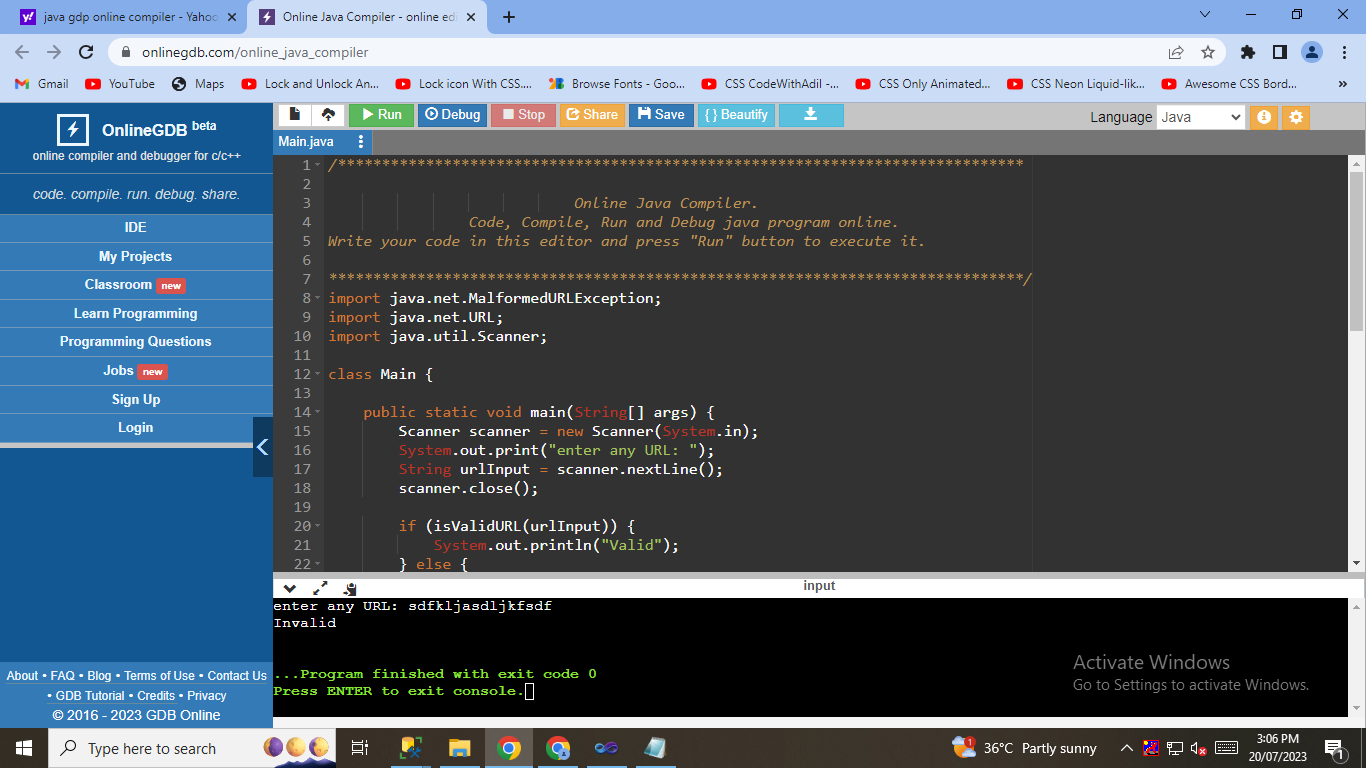 java gdp online compiler - Yahoo
Online Java Compiler - online edi
onlinegdb.com/online_java_compiler
Gmail
YouTube
Maps
Lock and Unlock An...
Lock icon With CSS....
Browse Fonts - Goo...
CSS CodeWithAdil -...
CSS Only Animated...
CSS Neon Liquid-lik...
Awesome CSS Bord...
»
OnlineGDB beta
online compiler and debugger for c/c++
code. compile. run. debug. share.
IDE
My Projects
Classroom new
Learn Programming
Programming Questions
Jobs new
Sign Up
Login
About • FAQ • Blog • Terms of Use • Contact Us
• GDB Tutorial • Credits • Privacy
© 2016 - 2023 GDB Online
Run
Debug
Stop
Share
Save
{ } Beautify
Language Java
Main.java
1 /******************************************************************************
2
3 Online Java Compiler.
4 Code, Compile, Run and Debug java program online.
5 Write your code in this editor and press "Run" button to execute it.
6
7 *******************************************************************************/
8 import java.net.MalformedURLException;
9 import java.net.URL;
10 import java.util.Scanner;
11
12 class Main {
13
14 public static void main(String[] args) {
15 Scanner scanner = new Scanner(System.in);
16 System.out.print("enter any URL: ");
17 String urlInput = scanner.nextLine();
18 scanner.close();
19
20 if (isValidURL(urlInput)) {
21 System.out.println("Valid");
22 } else {
input
enter any URL: sdfkljasdljkfsdf
Invalid
...Program finished with exit code 0
Press ENTER to exit console.
Activate Windows
Go to Settings to activate Windows.
Type here to search
1
36°C Partly sunny
3:06 PM
20/07/2023
1